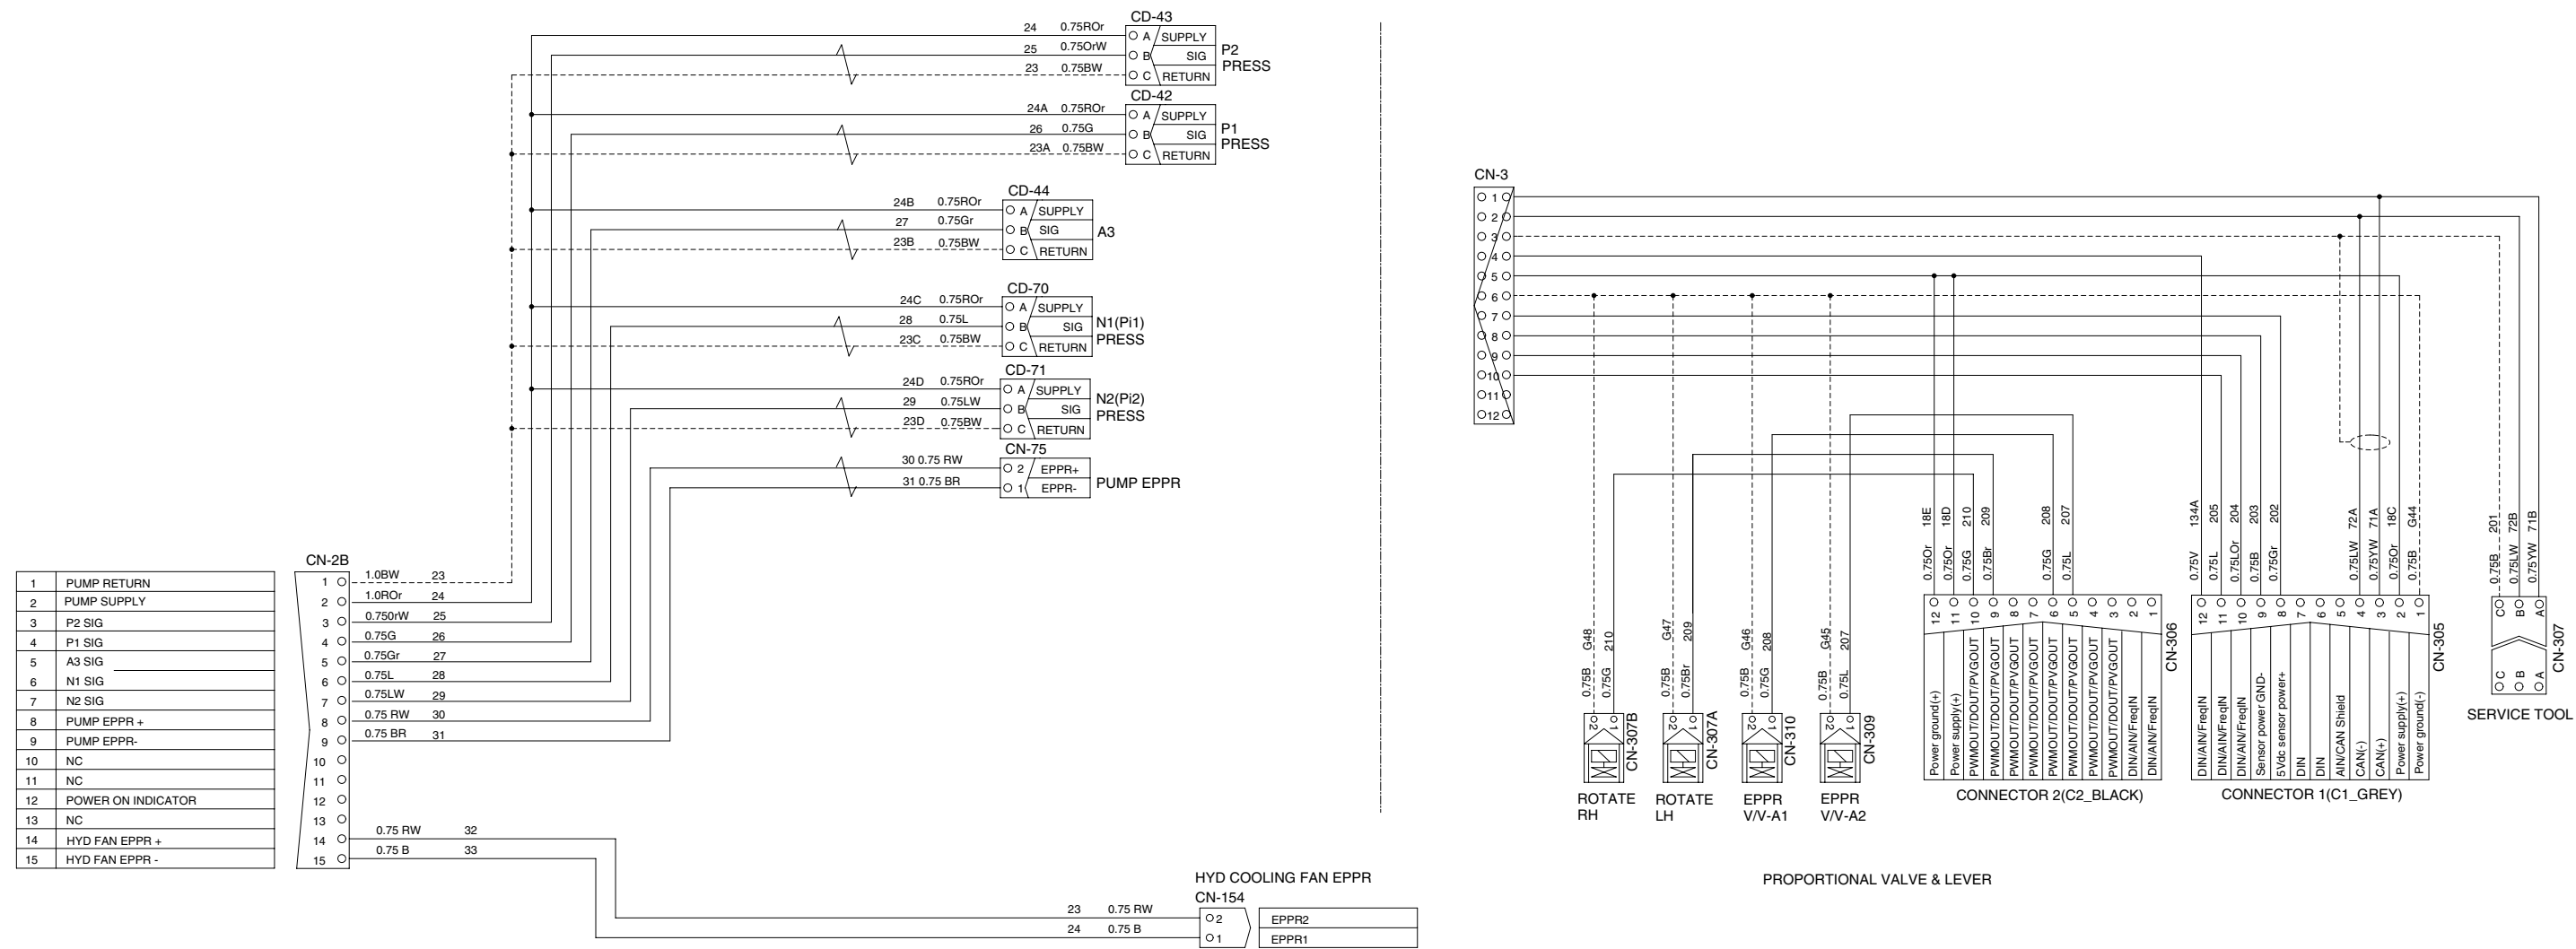 CD-43
24 0.75ROr
A SUPPLY
25 0.75OrW
B SIG
23 0.75BW
C RETURN
P2
PRESS
CD-42
24A 0.75ROr
A SUPPLY
26 0.75G
B SIG
23A 0.75BW
C RETURN
P1
PRESS
CD-44
24B 0.75ROr
A SUPPLY
27 0.75Gr
B SIG
23B 0.75BW
C RETURN
A3
CD-70
24C 0.75ROr
A SUPPLY
28 0.75L
B SIG
23C 0.75BW
C RETURN
N1(Pi1)
PRESS
CD-71
24D 0.75ROr
A SUPPLY
29 0.75LW
B SIG
23D 0.75BW
C RETURN
N2(Pi2)
PRESS
CN-75
30 0.75 RW
2 EPPR+
31 0.75 BR
1 EPPR-
PUMP EPPR
1 PUMP RETURN
2 PUMP SUPPLY
3 P2 SIG
4 P1 SIG
5 A3 SIG
6 N1 SIG
7 N2 SIG
8 PUMP EPPR +
9 PUMP EPPR-
10 NC
11 NC
12 POWER ON INDICATOR
13 NC
14 HYD FAN EPPR +
15 HYD FAN EPPR -
CN-2B
1 1.0BW 23
2 1.0ROr 24
3 0.750rW 25
4 0.75G 26
5 0.75Gr 27
6 0.75L 28
7 0.75LW 29
8 0.75 RW 30
9 0.75 BR 31
10
11
12
13
14 0.75 RW 32
15 0.75 B 33
HYD COOLING FAN EPPR
CN-154
23 0.75 RW
2 EPPR2
24 0.75 B
1 EPPR1
CN-3
1
2
3
4
5
6
7
8
9
10
11
12
0.75B G48
0.75G 210
2 1
CN-307B
ROTATE
RH
0.75B G47
0.75Br 209
2 1
CN-307A
ROTATE
LH
0.75B G46
0.75G 208
2 1
CN-310
EPPR
V/V-A1
0.75B G45
0.75L 207
2 1
CN-309
EPPR
V/V-A2
0.75Or 18E
0.75Or 18D
0.75G 210
0.75Br 209
0.75G 208
0.75L 207
12 Power ground(+)
11 Power supply(+)
10 PWMOUT/DOUT/PVGOUT
9 PWMOUT/DOUT/PVGOUT
8 PWMOUT/DOUT/PVGOUT
7 PWMOUT/DOUT/PVGOUT
6 PWMOUT/DOUT/PVGOUT
5 PWMOUT/DOUT/PVGOUT
4 PWMOUT/DOUT/PVGOUT
3 PWMOUT/DOUT/PVGOUT
2 DIN/AIN/FreqIN
1 DIN/AIN/FreqIN
CN-306
CONNECTOR 2(C2_BLACK)
0.75V 134A
0.75L 205
0.75LOr 204
0.75B 203
0.75Gr 202
0.75LW 72A
0.75YW 71A
0.75Or 18C
0.75B G44
12 DIN/AIN/FreqIN
11 DIN/AIN/FreqIN
10 DIN/AIN/FreqIN
9 Sensor power GND-
8 5Vdc sensor power+
7 DIN
6 DIN
5 AIN/CAN Shield
4 CAN(-)
3 CAN(+)
2 Power supply(+)
1 Power ground(-)
CN-305
CONNECTOR 1(C1_GREY)
0.75B 201
0.75LW 72B
0.75YW 71B
C B A
C B A
CN-307
SERVICE TOOL
PROPORTIONAL VALVE & LEVER